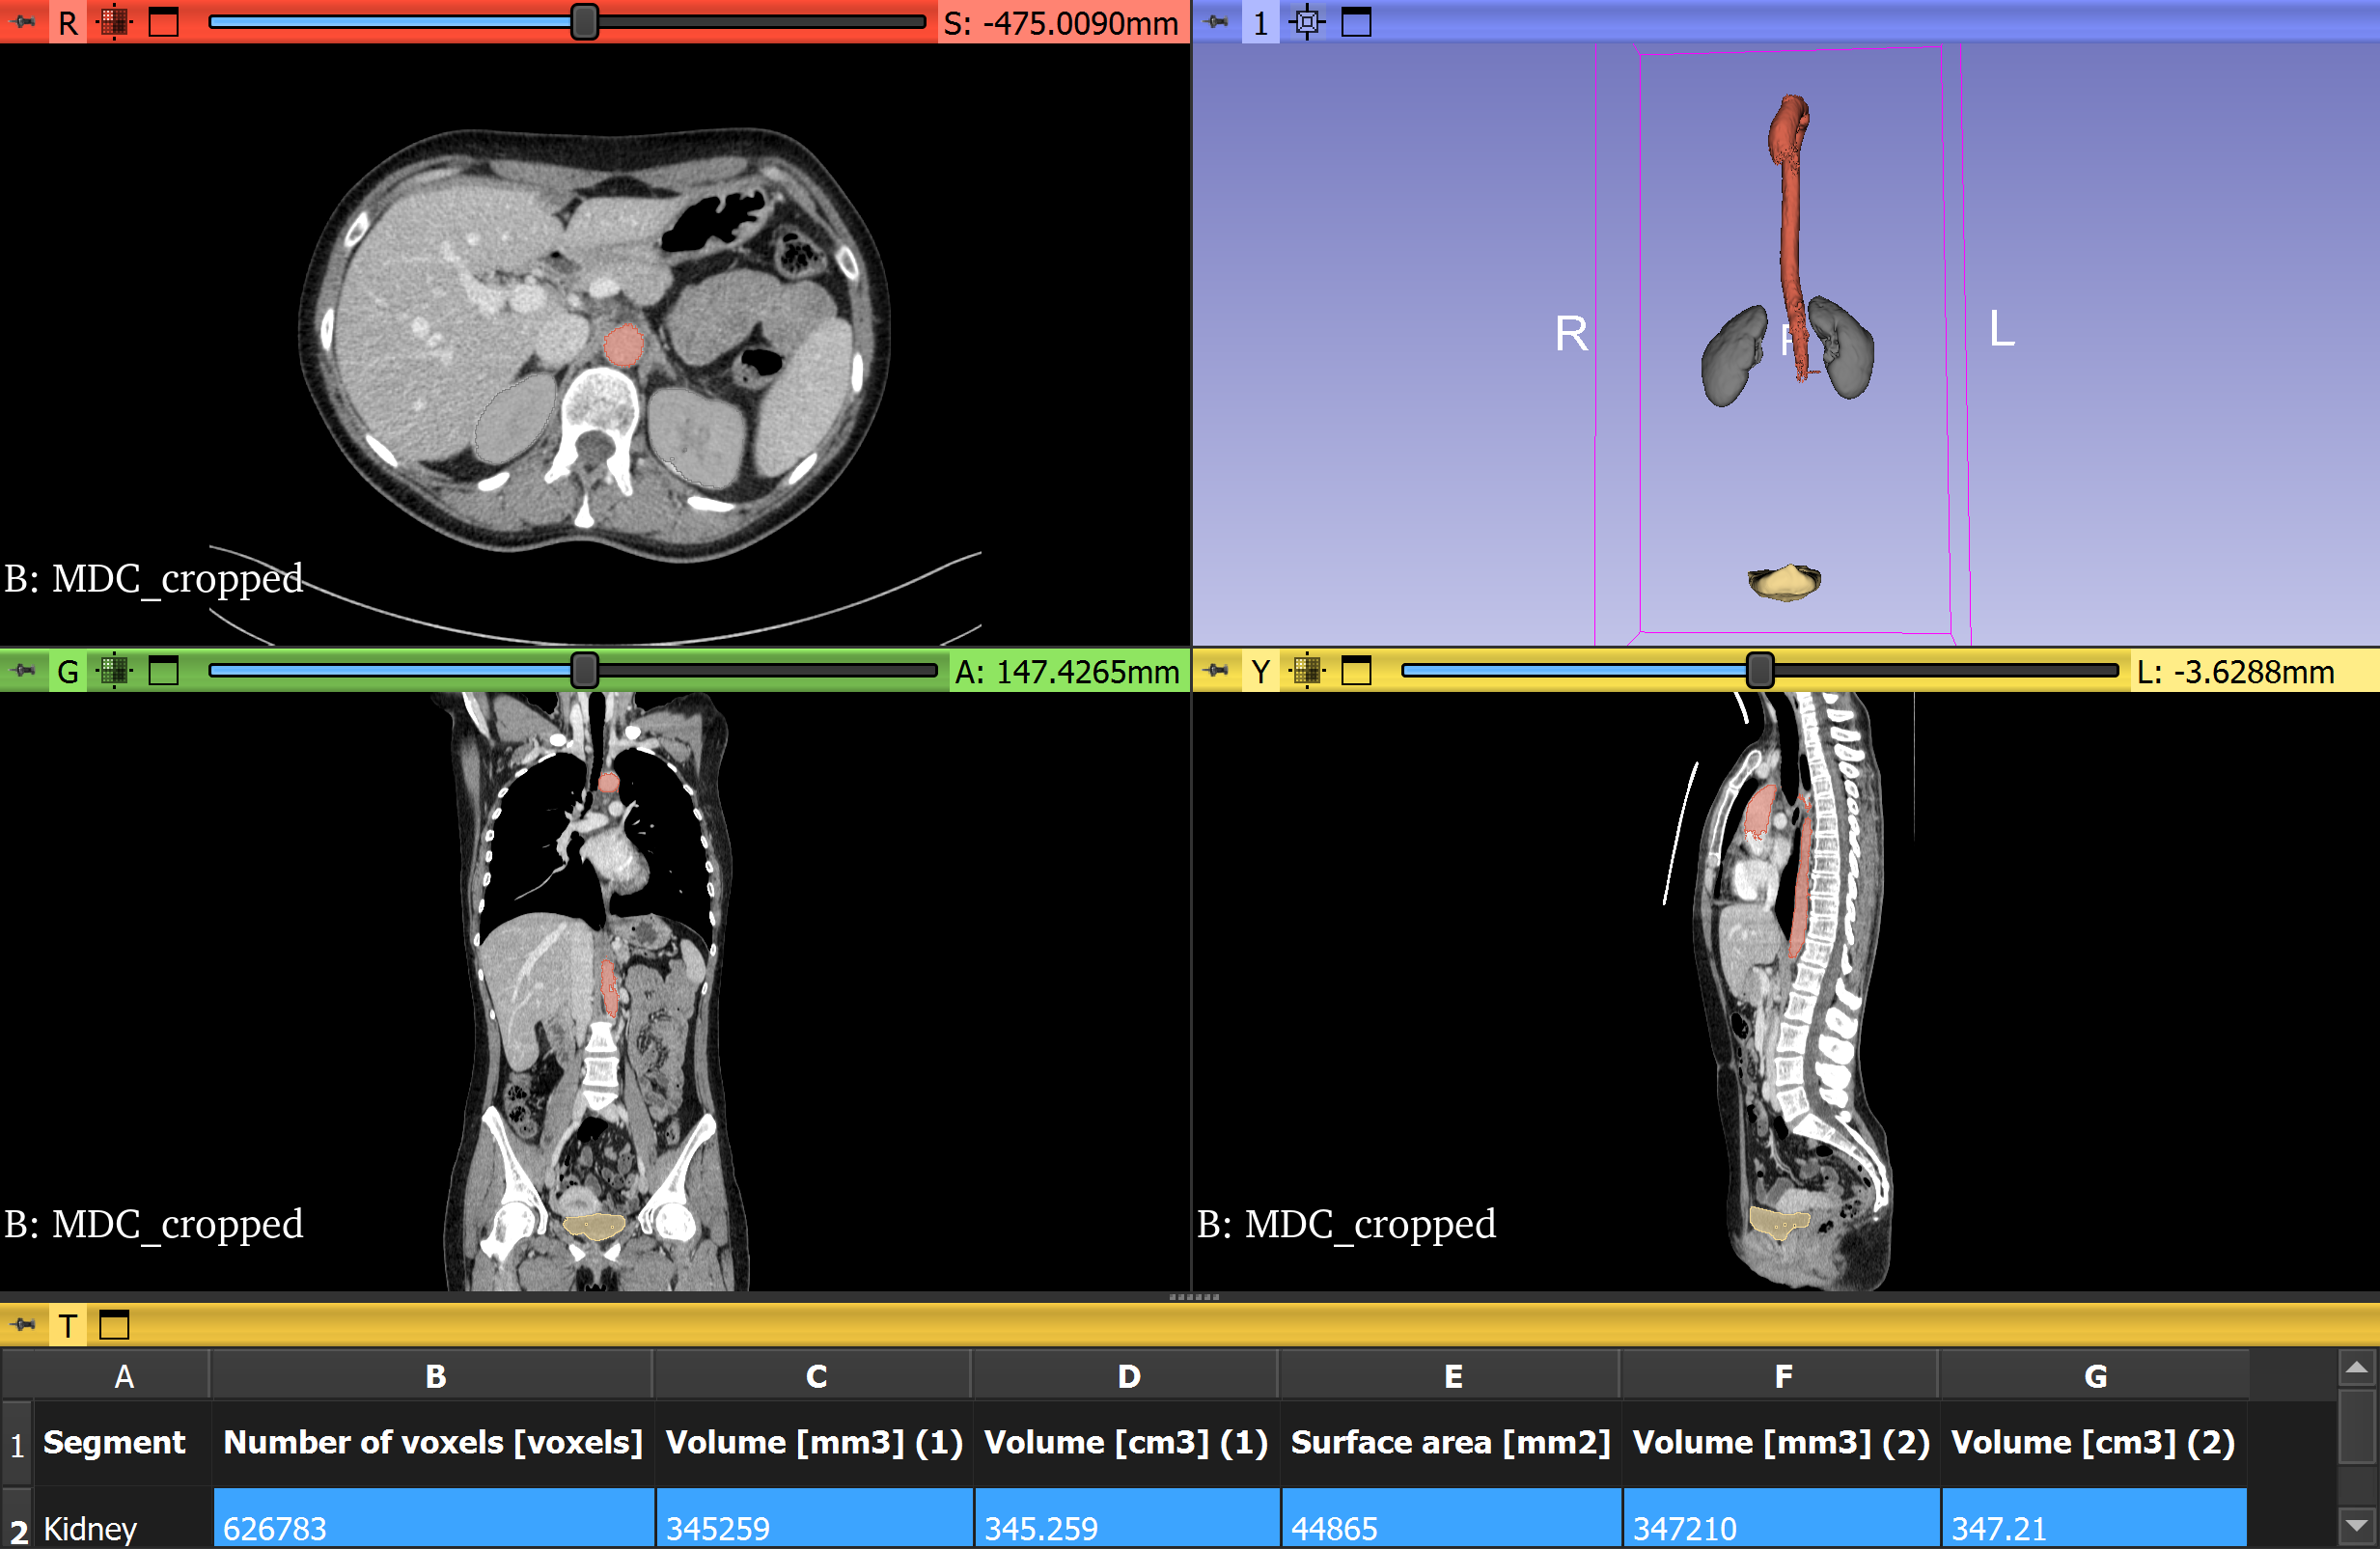 R S: -475.0090mm
B: MDC_cropped
1
R L
G A: 147.4265mm
B: MDC_cropped
Y L: -3.6288mm
B: MDC_cropped
T
A B C D E F G
1 Segment Number of voxels [voxels] Volume [mm3] (1) Volume [cm3] (1) Surface area [mm2] Volume [mm3] (2) Volume [cm3] (2)
2 Kidney 626783 345259 345.259 44865 347210 347.21